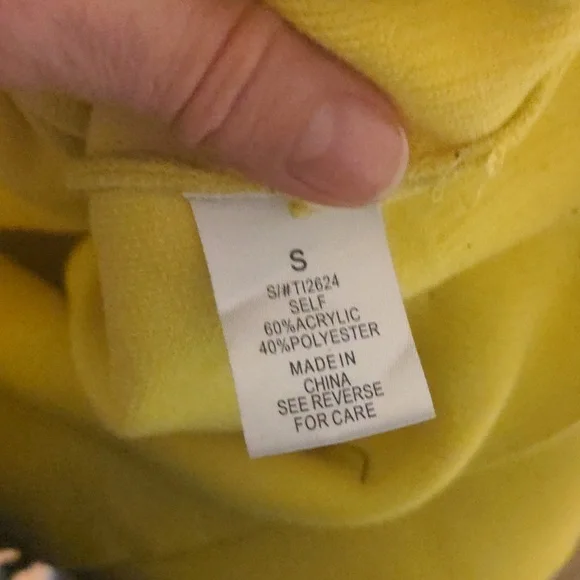 S
S/#TI2624
SELF
60%ACRYLIC
40%POLYESTER
MADE IN
CHINA
SEE REVERSE
FOR CARE